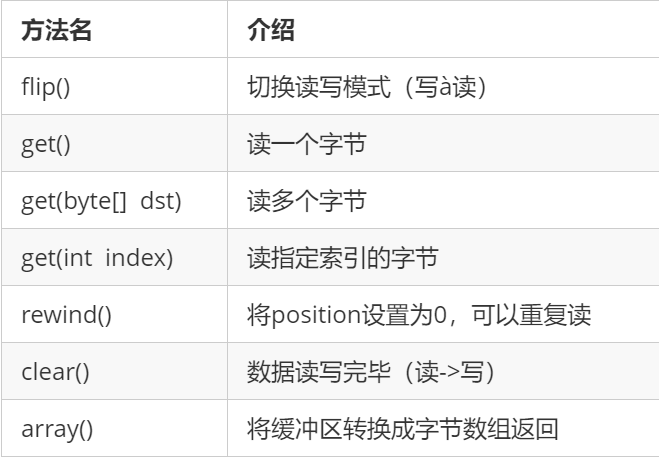 方法名 介绍
flip() 切换读写模式（写à读）
get() 读一个字节
get(byte[] dst) 读多个字节
get(int index) 读指定索引的字节
rewind() 将position设置为0，可以重复读
clear() 数据读写完毕（读->写）
array() 将缓冲区转换成字节数组返回